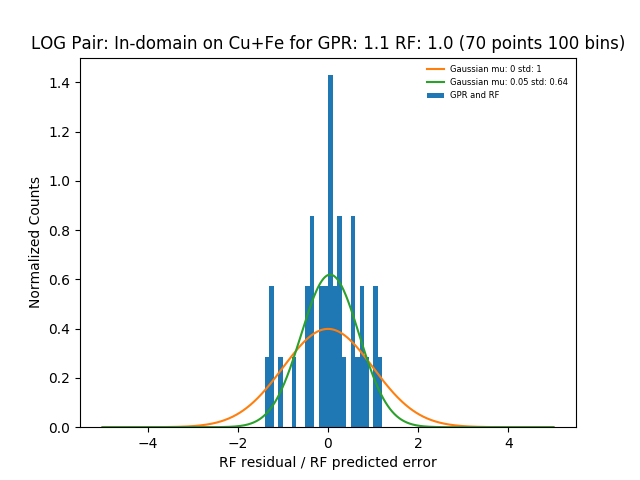 LOG Pair: In-domain on Cu+Fe for GPR: 1.1 RF: 1.0 (70 points 100 bins)
Gaussian mu: 0 std: 1
Gaussian mu: 0.05 std: 0.64
GPR and RF
Normalized Counts
1.4
1.2
1.0
0.8
0.6
0.4
0.2
0.0
−4 −2 0 2 4
RF residual / RF predicted error